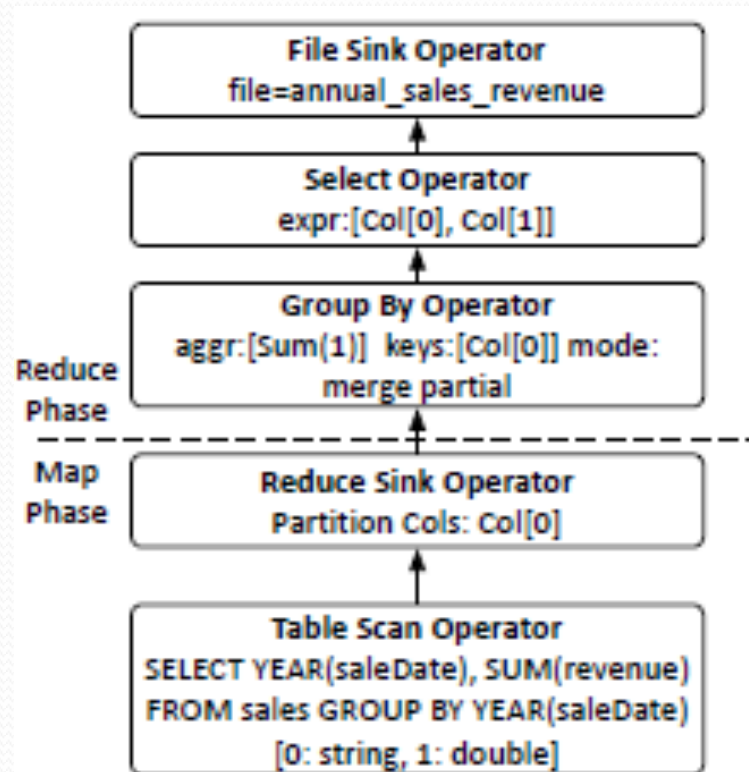 File Sink Operator
file=annual_sales_revenue
Select Operator
expr:[Col[0], Col[1]]
Group By Operator
aggr:[Sum(1)] keys:[Col[0]] mode:
merge partial
Reduce
Phase
Map
Phase
Reduce Sink Operator
Partition Cols: Col[0]
Table Scan Operator
SELECT YEAR(saleDate), SUM(revenue)
FROM sales GROUP BY YEAR(saleDate)
[0: string, 1: double]